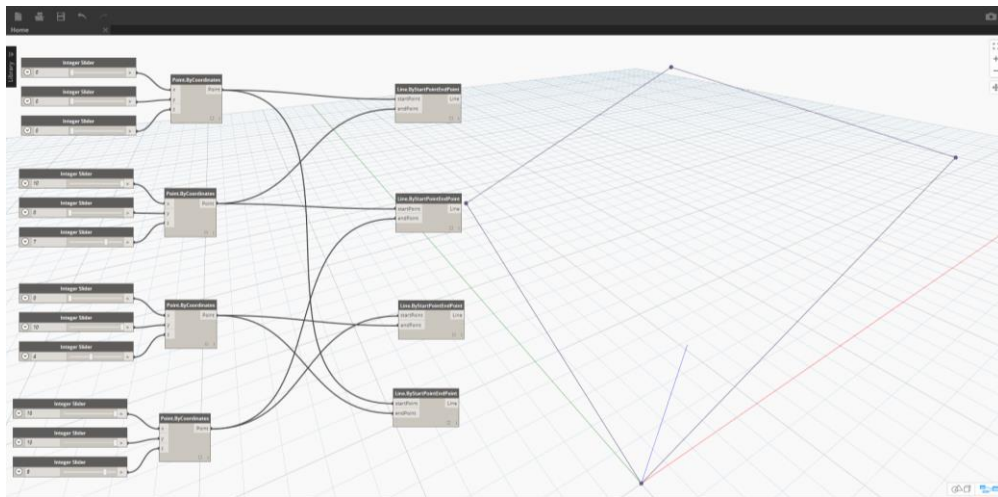 Home
Library
Integer Slider
0
Integer Slider
0
Integer Slider
0
Point.ByCoordinates
x Point
y
z
Line.ByStartPointEndPoint
startPoint Line
endPoint
Integer Slider
10
Integer Slider
0
Integer Slider
7
Point.ByCoordinates
x Point
y
z
Line.ByStartPointEndPoint
startPoint Line
endPoint
Integer Slider
0
Integer Slider
10
Integer Slider
4
Point.ByCoordinates
x Point
y
z
Line.ByStartPointEndPoint
startPoint Line
endPoint
Integer Slider
10
Integer Slider
10
Integer Slider
8
Point.ByCoordinates
x Point
y
z
Line.ByStartPointEndPoint
startPoint Line
endPoint